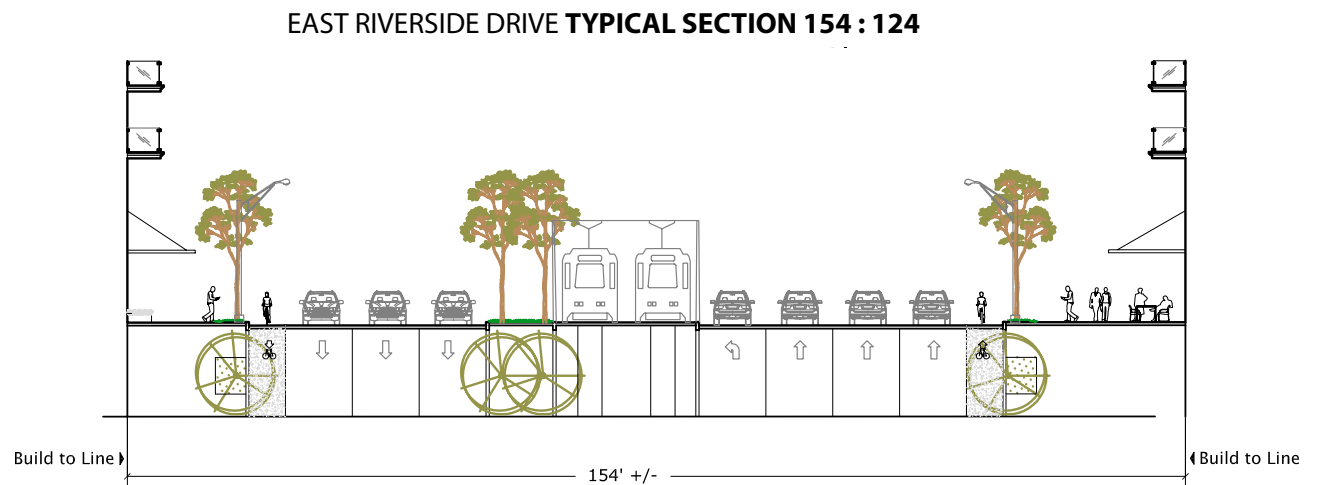 EAST RIVERSIDE DRIVE TYPICAL SECTION 154 : 124
Build to Line
154' +/-
Build to Line